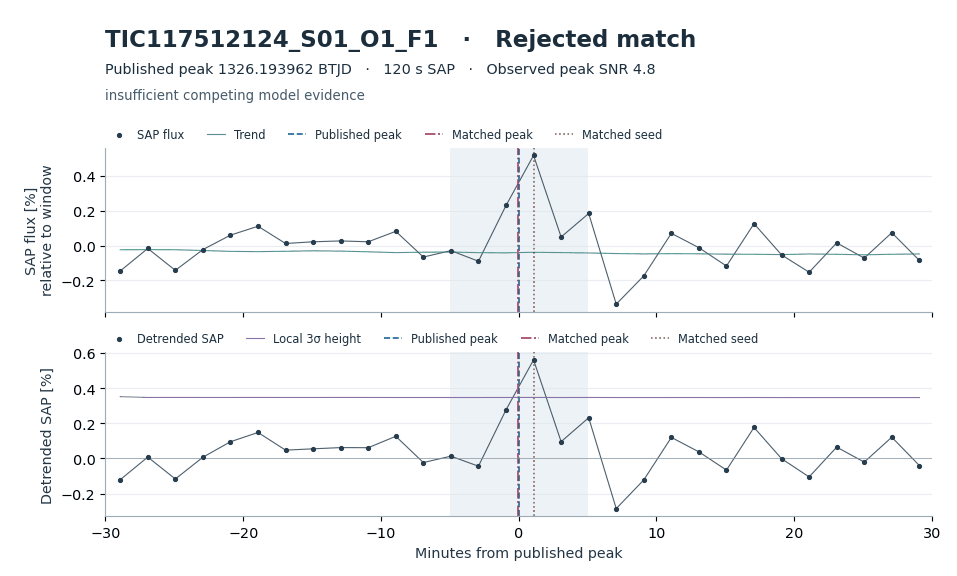 TIC117512124_S01_O1_F1 · Rejected match
Published peak 1326.193962 BTJD · 120 s SAP · Observed peak SNR 4.8
insufficient competing model evidence
SAP flux Trend Published peak Matched peak Matched seed
SAP flux [%]
relative to window
0.4
0.2
0.0
−0.2
Detrended SAP Local 3σ height Published peak Matched peak Matched seed
Detrended SAP [%]
0.6
0.4
0.2
0.0
−0.2
−30 −20 −10 0 10 20 30
Minutes from published peak